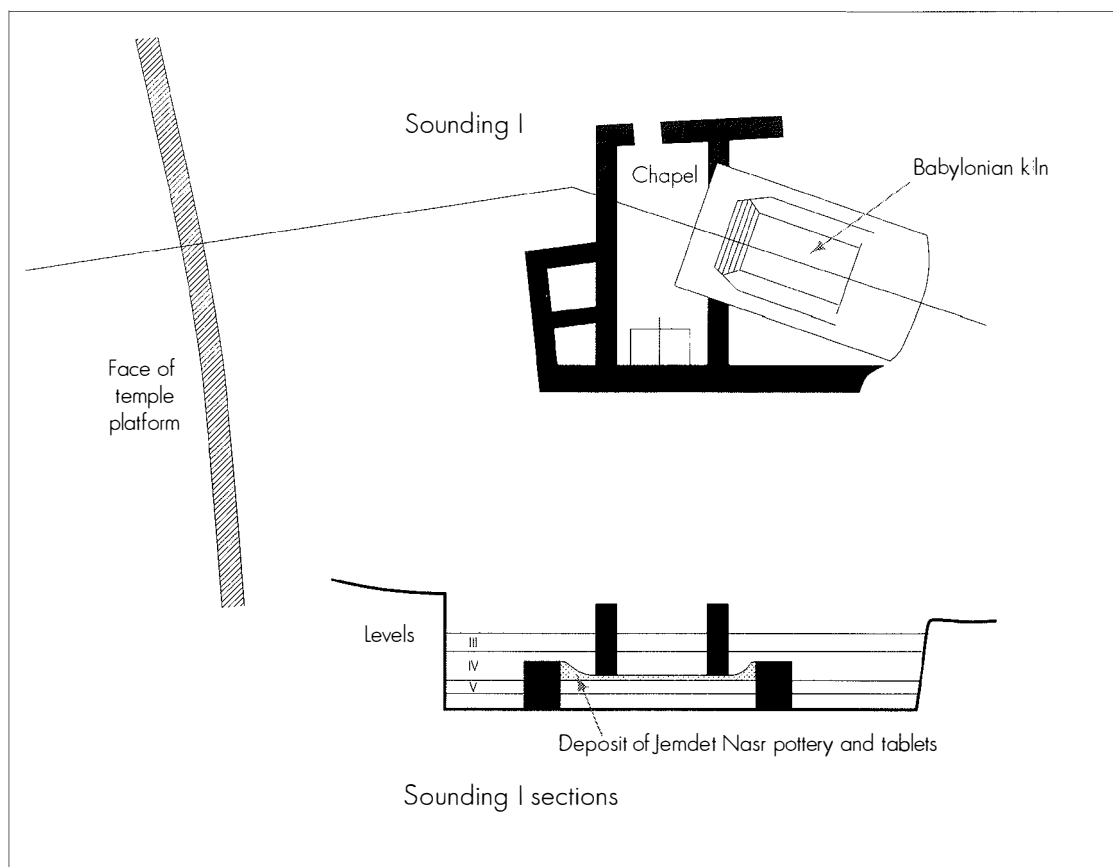 Sounding I
Chapel
Babylonian kiln
Face of
temple
platform
Levels
III
IV
V
Deposit of Jemdet Nasr pottery and tablets
Sounding I sections